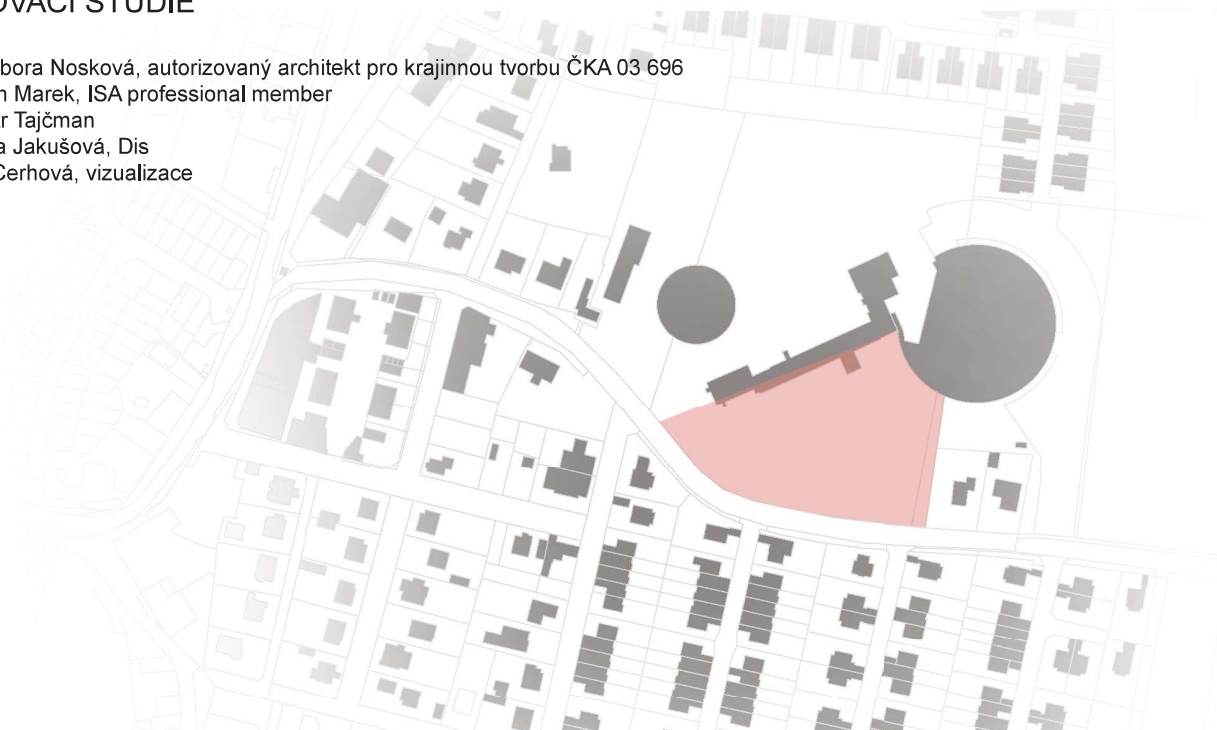 OVACÍ STUDIE
bora Nosková, autorizovaný architekt pro krajinnou tvorbu ČKA 03 696
Marek, ISA professional member
Tajčman
Jakušová, Dis
Cerhová, vizualizace